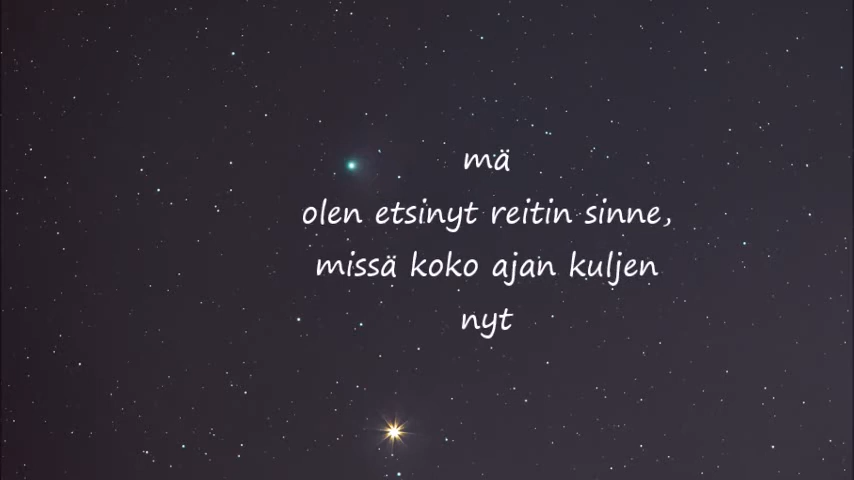 mä
olen etsinyt reitin sinne,
missä koko ajan kuljen
nyt